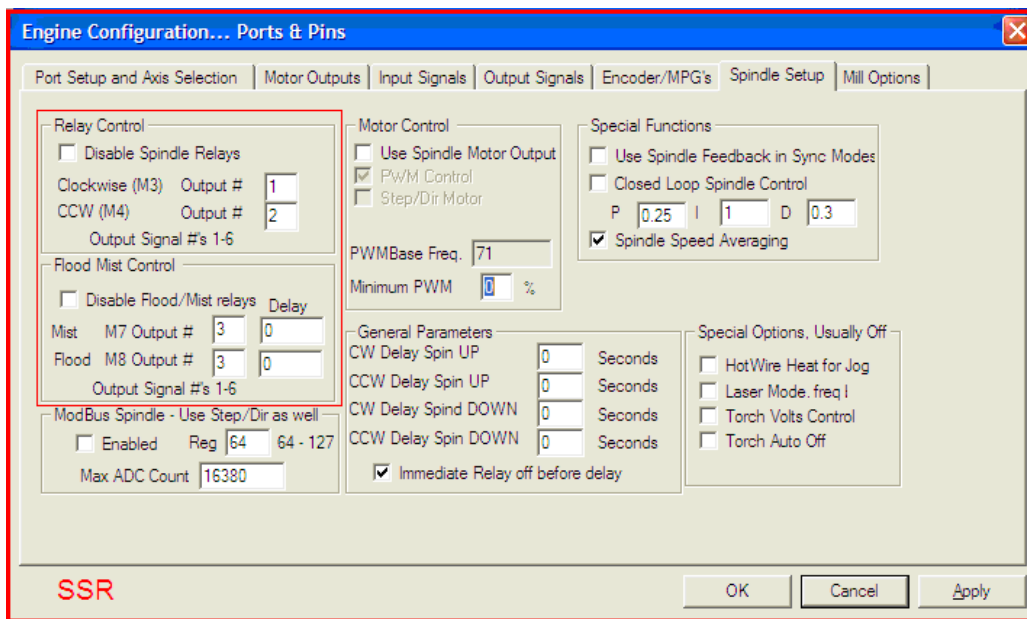 Engine Configuration... Ports & Pins
Port Setup and Axis Selection Motor Outputs Input Signals Output Signals Encoder/MPG's Spindle Setup Mill Options
Relay Control
Disable Spindle Relays
Clockwise (M3) Output # 1
CCW (M4) Output # 2
Output Signal #'s 1-6
Flood Mist Control
Disable Flood/Mist relays Delay
Mist M7 Output # 3 0
Flood M8 Output # 3 0
Output Signal #'s 1-6
ModBus Spindle - Use Step/Dir as well
Enabled Reg 64 64 - 127
Max ADC Count 16380
Motor Control
Use Spindle Motor Output
PWM Control
Step/Dir Motor
PWMBase Freq. 71
Minimum PWM 0 %
General Parameters
CW Delay Spin UP 0 Seconds
CCW Delay Spin UP 0 Seconds
CW Delay Spind DOWN 0 Seconds
CCW Delay Spin DOWN 0 Seconds
Immediate Relay off before delay
Special Functions
Use Spindle Feedback in Sync Modes
Closed Loop Spindle Control
P 0.25 I 1 D 0.3
Spindle Speed Averaging
Special Options, Usually Off
HotWire Heat for Jog
Laser Mode. freq
Torch Volts Control
Torch Auto Off
SSR
OK Cancel Apply